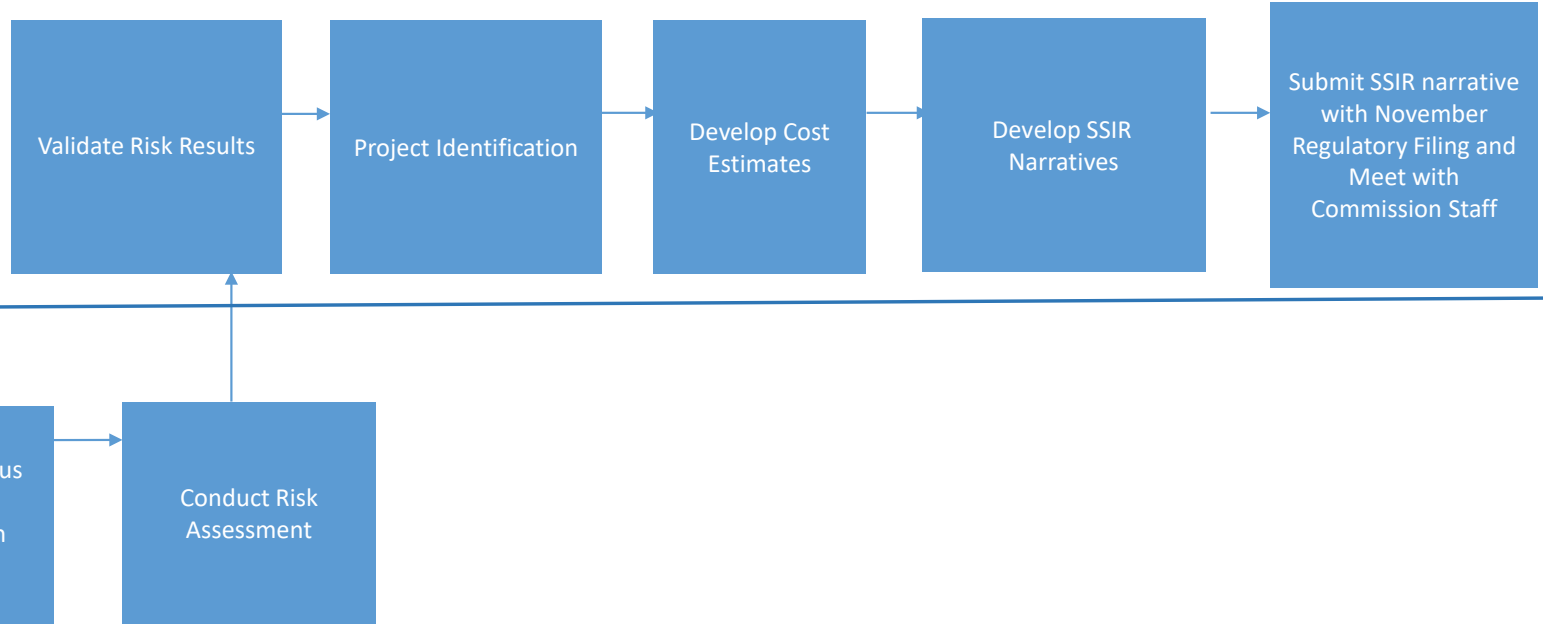 Validate Risk Results
Project Identification
Develop Cost
Estimates
Develop SSIR
Narratives
Submit SSIR narrative
with November
Regulatory Filing and
Meet with
Commission Staff
Conduct Risk
Assessment